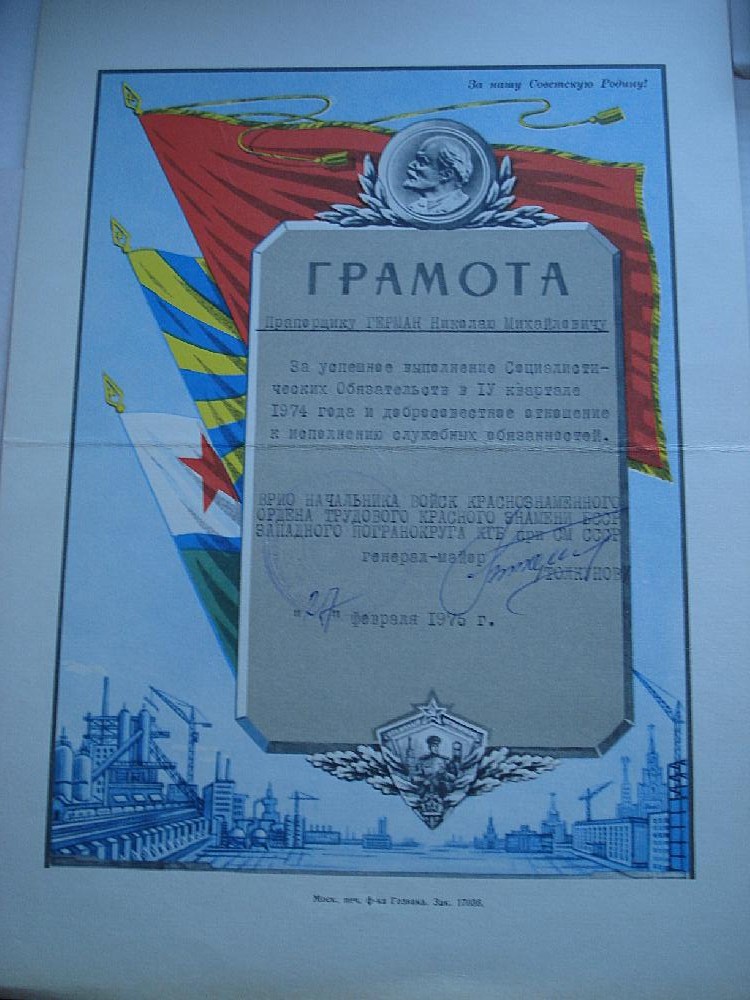 За нашу Советскую Родину!
ГРАМОТА
Прапорщику ГЕРМАН Николаю Михайловичу
За успешное выполнение Социалисти-
ческих Обязательств в IУ квартале
1974 года и добросовестное отношение
к исполнению служебных обязанностей.
ВРИО НАЧАЛЬНИКА ВОЙСК КРАСНОЗНАМЕННОГО
ОРДЕНА ТРУДОВОГО КРАСНОГО ЗНАМЕНИ БССР
ЗАПАДНОГО ПОГРАНОКРУГА КГБ при СМ СССР
генерал-майор
ТОЛКУНОВ
"27" февраля 1975 г.
Моск. печ. ф-ка Гознака. Зак.